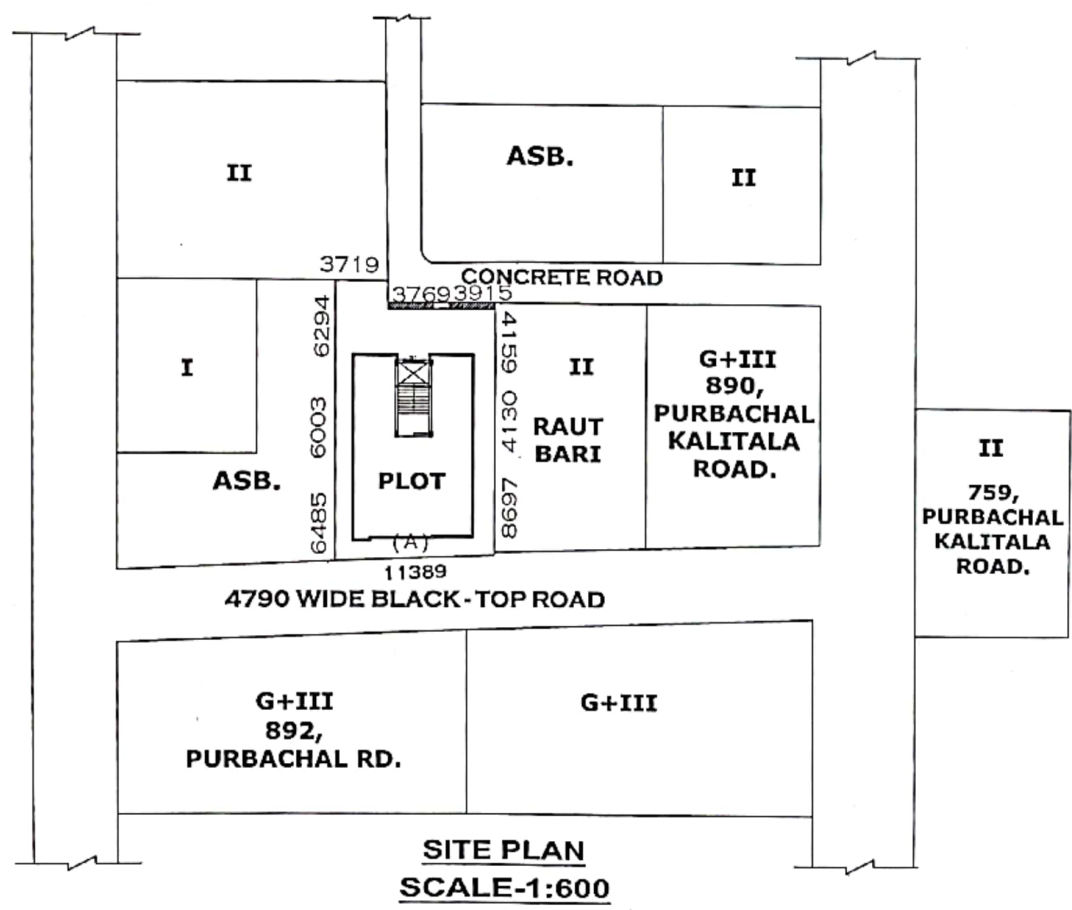 II
ASB.
II
3719
CONCRETE ROAD
3769 3915
6294
4159
I
II
G+III
890,
PURBACHAL
KALITALA
ROAD.
6003
4130
RAUT
BARI
ASB.
PLOT
II
759,
PURBACHAL
KALITALA
ROAD.
6485
8697
(A)
11389
4790 WIDE BLACK-TOP ROAD
G+III
892,
PURBACHAL RD.
G+III
SITE PLAN
SCALE-1:600